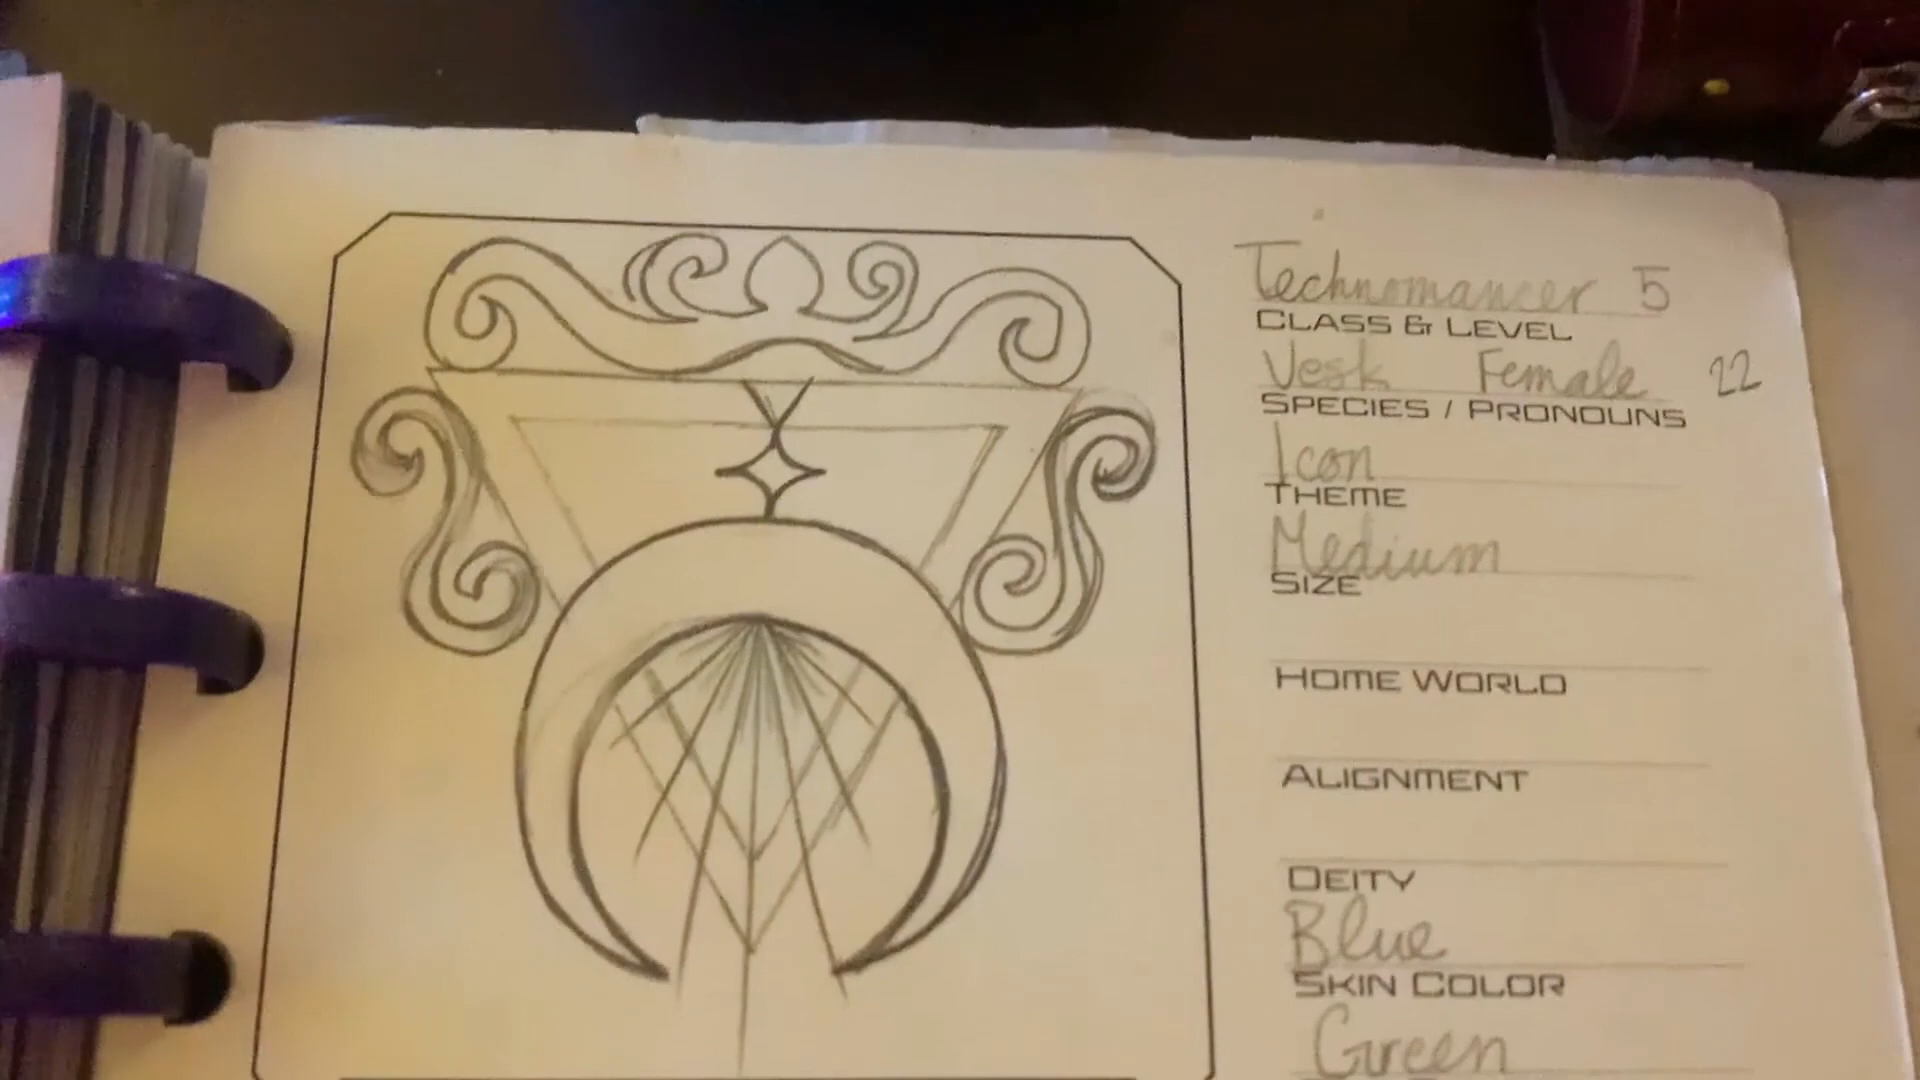 Technomancer 5
CLASS & LEVEL
Vesk Female 22
SPECIES / PRONOUNS
Icon
THEME
Medium
SIZE
HOME WORLD
ALIGNMENT
DEITY
Blue
SKIN COLOR
Green